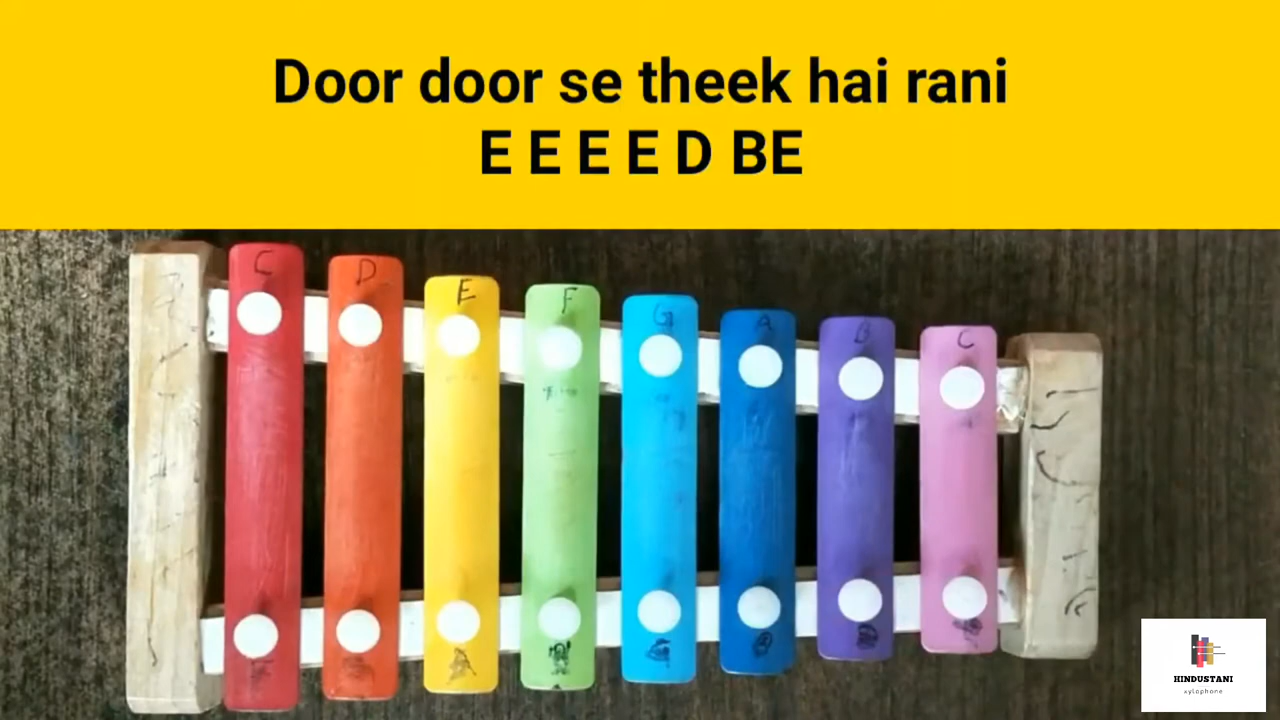 Door door se theek hai rani
E E E E D BE
C D E F G A B C
HINDUSTANI
xylophone